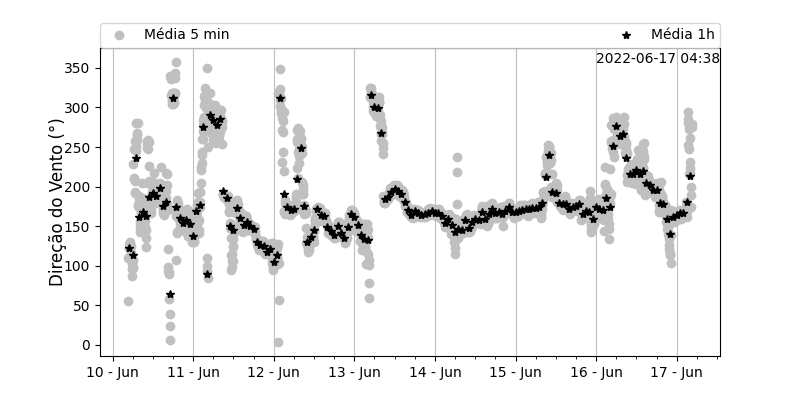 Média 5 min
Média 1h
2022-06-17 04:38
Direção do Vento (°)
350
300
250
200
150
100
50
0
10 - Jun
11 - Jun
12 - Jun
13 - Jun
14 - Jun
15 - Jun
16 - Jun
17 - Jun